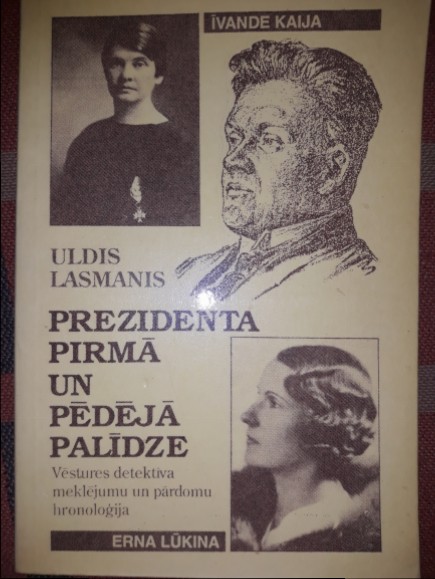 ĪVANDE KAIJA
ULDIS
LASMANIS
PREZIDENTA
PIRMĀ
UN
PĒDĒJĀ
PALĪDZE
Vēstures detektīva
meklējumu un pārdomu
hronoloģija
ERNA LŪKINA